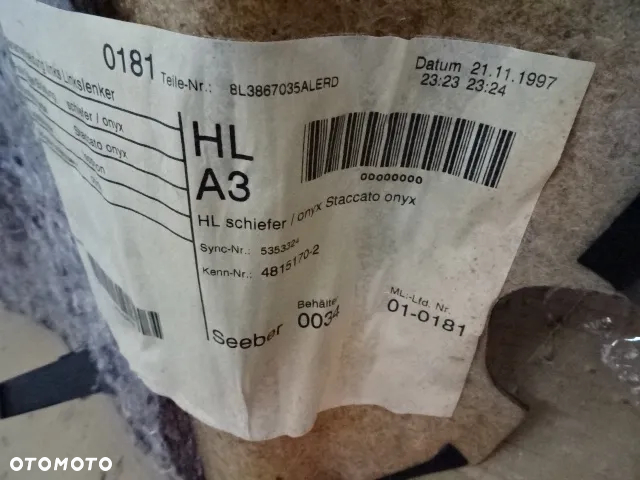 0181 Teile-Nr.: 8L3867035ALERD
Datum 21.11.1997
23:23 23:24
links Linkslenker
schiefer / onyx
Staccato onyx
HL
A3
00000000
HL schiefer / onyx Staccato onyx
Sync-Nr.: 5353324
Kenn-Nr.: 4815170-2
Seeber
Behälter
0034
ML.-Lfd. Nr.
01-0181
OTOMOTO